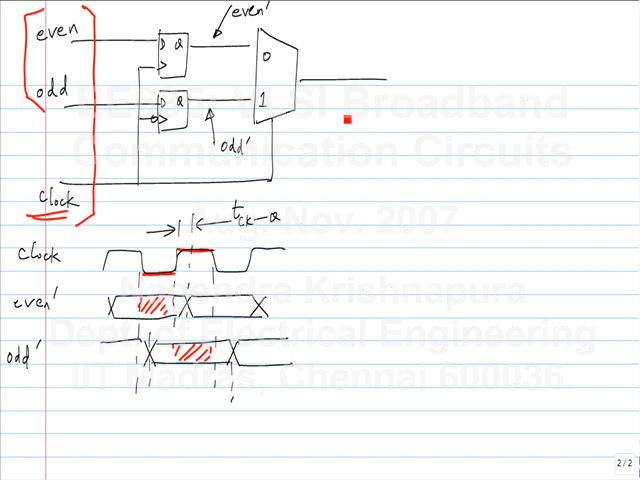 even
D Q
even'
0
odd
D Q
1
odd'
clock
t_ck-Q
clock
even'
odd'
EE685: VLSI Broadband
Communication Circuits
Aug-Nov. 2007
Nagendra Krishnapura
Dept. of Electrical Engineering
IIT Madras, Chennai 600036.
2/2